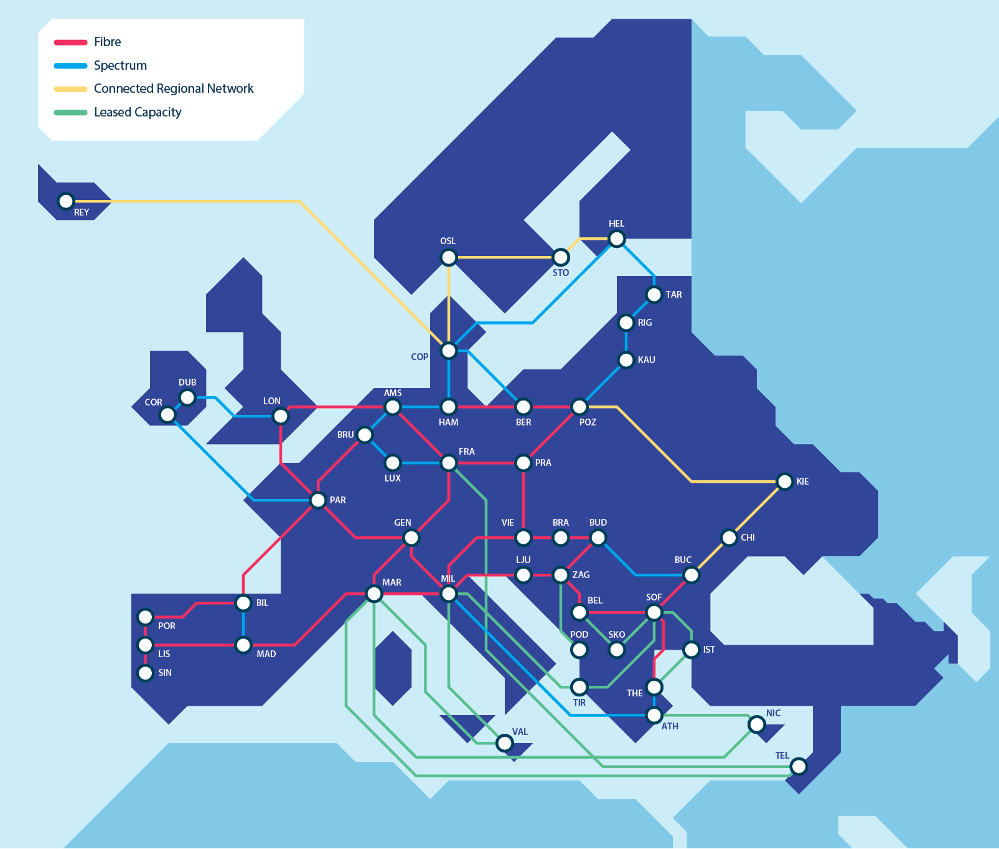 Fibre
Spectrum
Connected Regional Network
Leased Capacity
REY
HEL
OSL
STO
TAR
RIG
COP
KAU
DUB
AMS
COR
LON
HAM
BER
POZ
BRU
FRA
PRA
LUX
KIE
PAR
GEN
VIE
BRA
BUD
CHI
LJU
BUC
ZAG
MAR
MIL
BIL
BEL
SOF
POR
POD
SKO
IST
LIS
MAD
SIN
THE
TIR
NIC
ATH
VAL
TEL